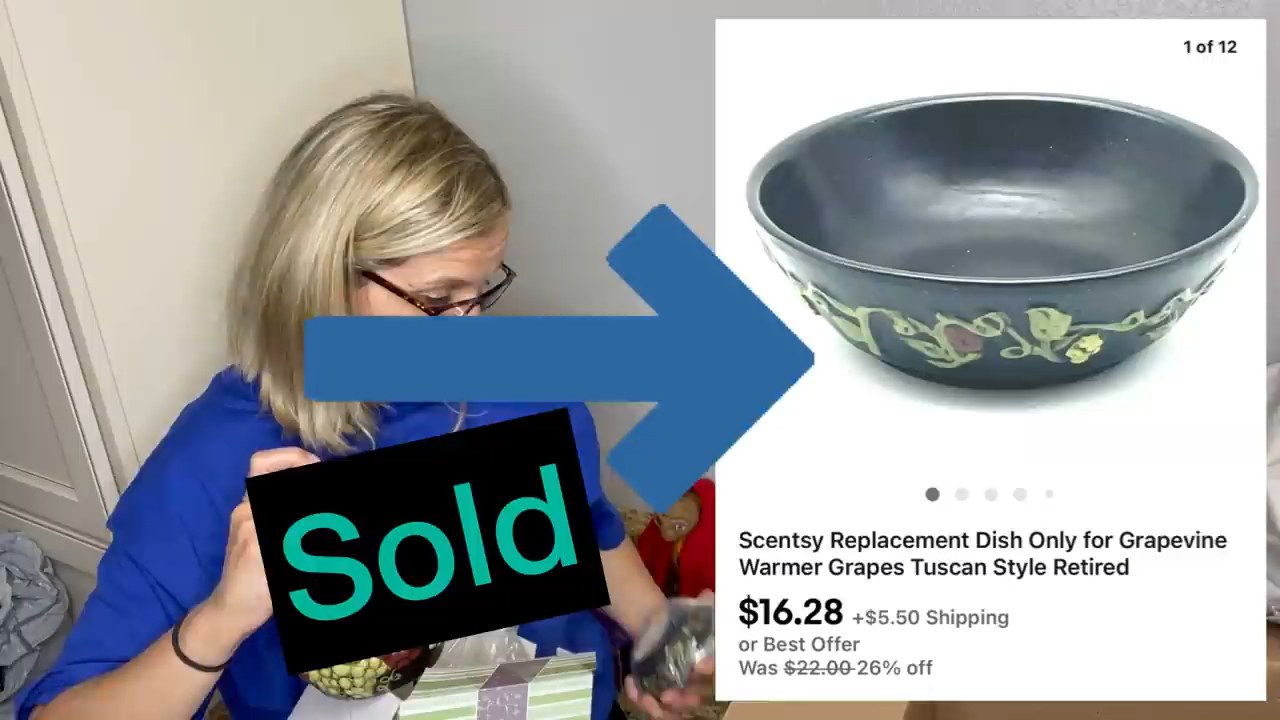 1 of 12
Sold
Scentsy Replacement Dish Only for Grapevine
Warmer Grapes Tuscan Style Retired
$16.28 +$5.50 Shipping
or Best Offer
Was $22.00 26% off